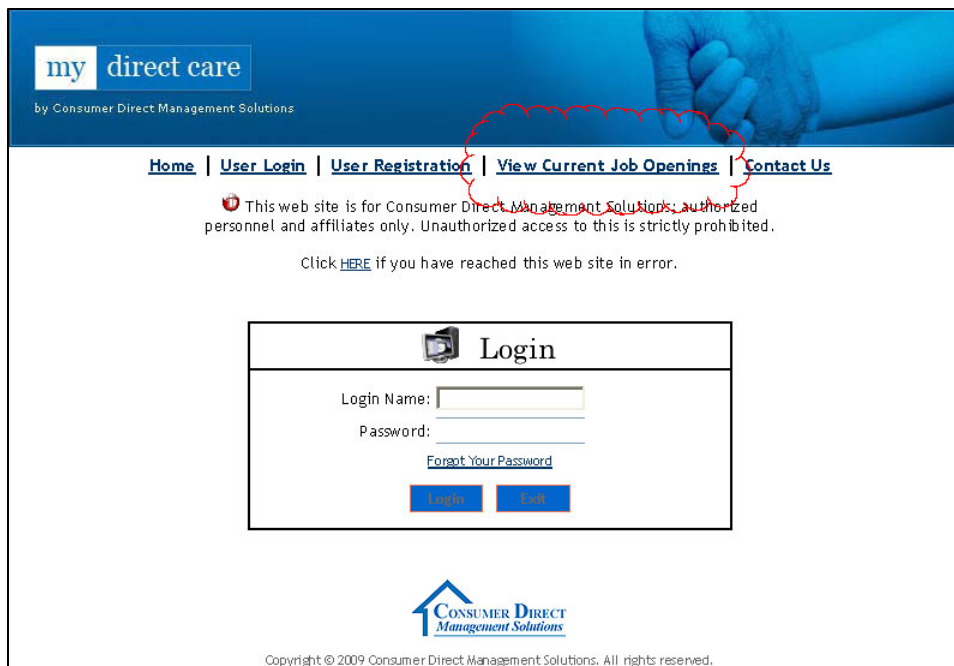 my direct care
by Consumer Direct Management Solutions
Home | User Login | User Registration | View Current Job Openings | Contact Us
This web site is for Consumer Direct Management Solutions; authorized
personnel and affiliates only. Unauthorized access to this is strictly prohibited.
Click HERE if you have reached this web site in error.
Login
Login Name:
Password:
Forgot Your Password
Login Exit
CONSUMER DIRECT
Management Solutions
Copyright © 2009 Consumer Direct Management Solutions. All rights reserved.